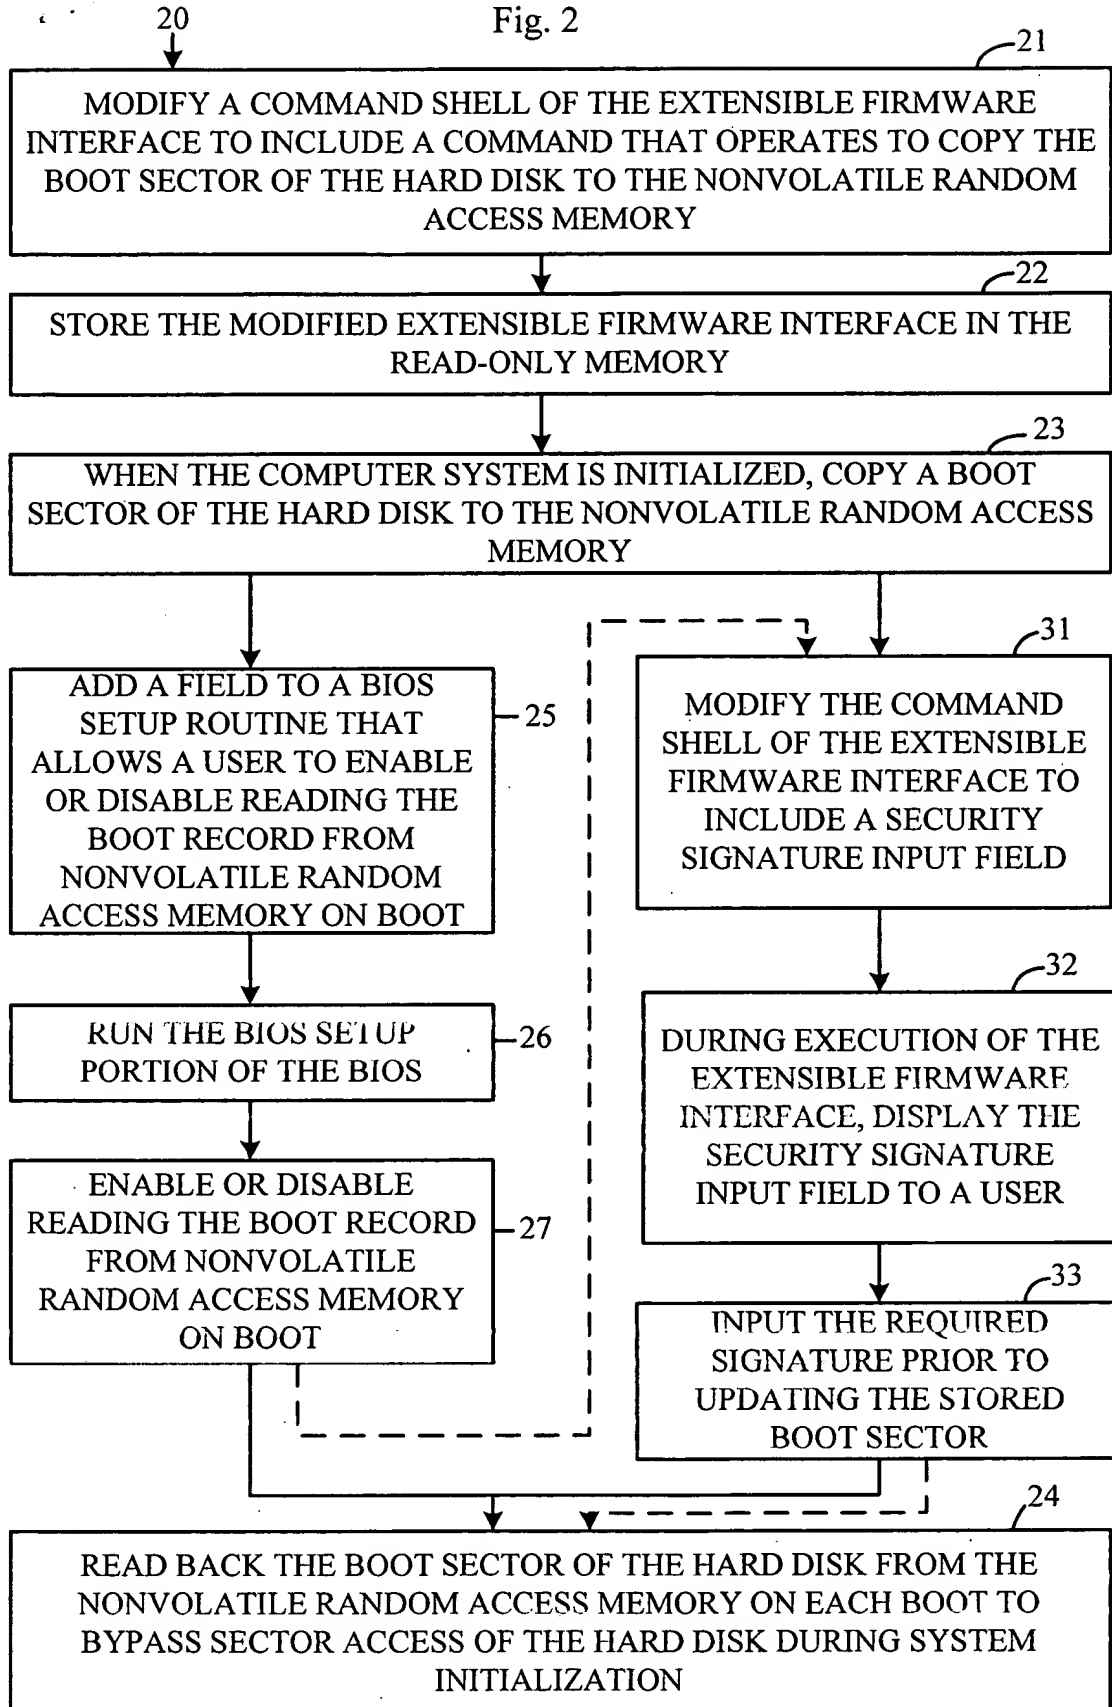 20
Fig. 2
21
MODIFY A COMMAND SHELL OF THE EXTENSIBLE FIRMWARE
INTERFACE TO INCLUDE A COMMAND THAT OPERATES TO COPY THE
BOOT SECTOR OF THE HARD DISK TO THE NONVOLATILE RANDOM
ACCESS MEMORY
22
STORE THE MODIFIED EXTENSIBLE FIRMWARE INTERFACE IN THE
READ-ONLY MEMORY
23
WHEN THE COMPUTER SYSTEM IS INITIALIZED, COPY A BOOT
SECTOR OF THE HARD DISK TO THE NONVOLATILE RANDOM ACCESS
MEMORY
ADD A FIELD TO A BIOS
SETUP ROUTINE THAT
ALLOWS A USER TO ENABLE
OR DISABLE READING THE
BOOT RECORD FROM
NONVOLATILE RANDOM
ACCESS MEMORY ON BOOT
25
RUN THE BIOS SETUP
PORTION OF THE BIOS
26
ENABLE OR DISABLE
READING THE BOOT RECORD
FROM NONVOLATILE
RANDOM ACCESS MEMORY
ON BOOT
27
31
MODIFY THE COMMAND
SHELL OF THE EXTENSIBLE
FIRMWARE INTERFACE TO
INCLUDE A SECURITY
SIGNATURE INPUT FIELD
32
DURING EXECUTION OF THE
EXTENSIBLE FIRMWARE
INTERFACE, DISPLAY THE
SECURITY SIGNATURE
INPUT FIELD TO A USER
33
INPUT THE REQUIRED
SIGNATURE PRIOR TO
UPDATING THE STORED
BOOT SECTOR
24
READ BACK THE BOOT SECTOR OF THE HARD DISK FROM THE
NONVOLATILE RANDOM ACCESS MEMORY ON EACH BOOT TO
BYPASS SECTOR ACCESS OF THE HARD DISK DURING SYSTEM
INITIALIZATION